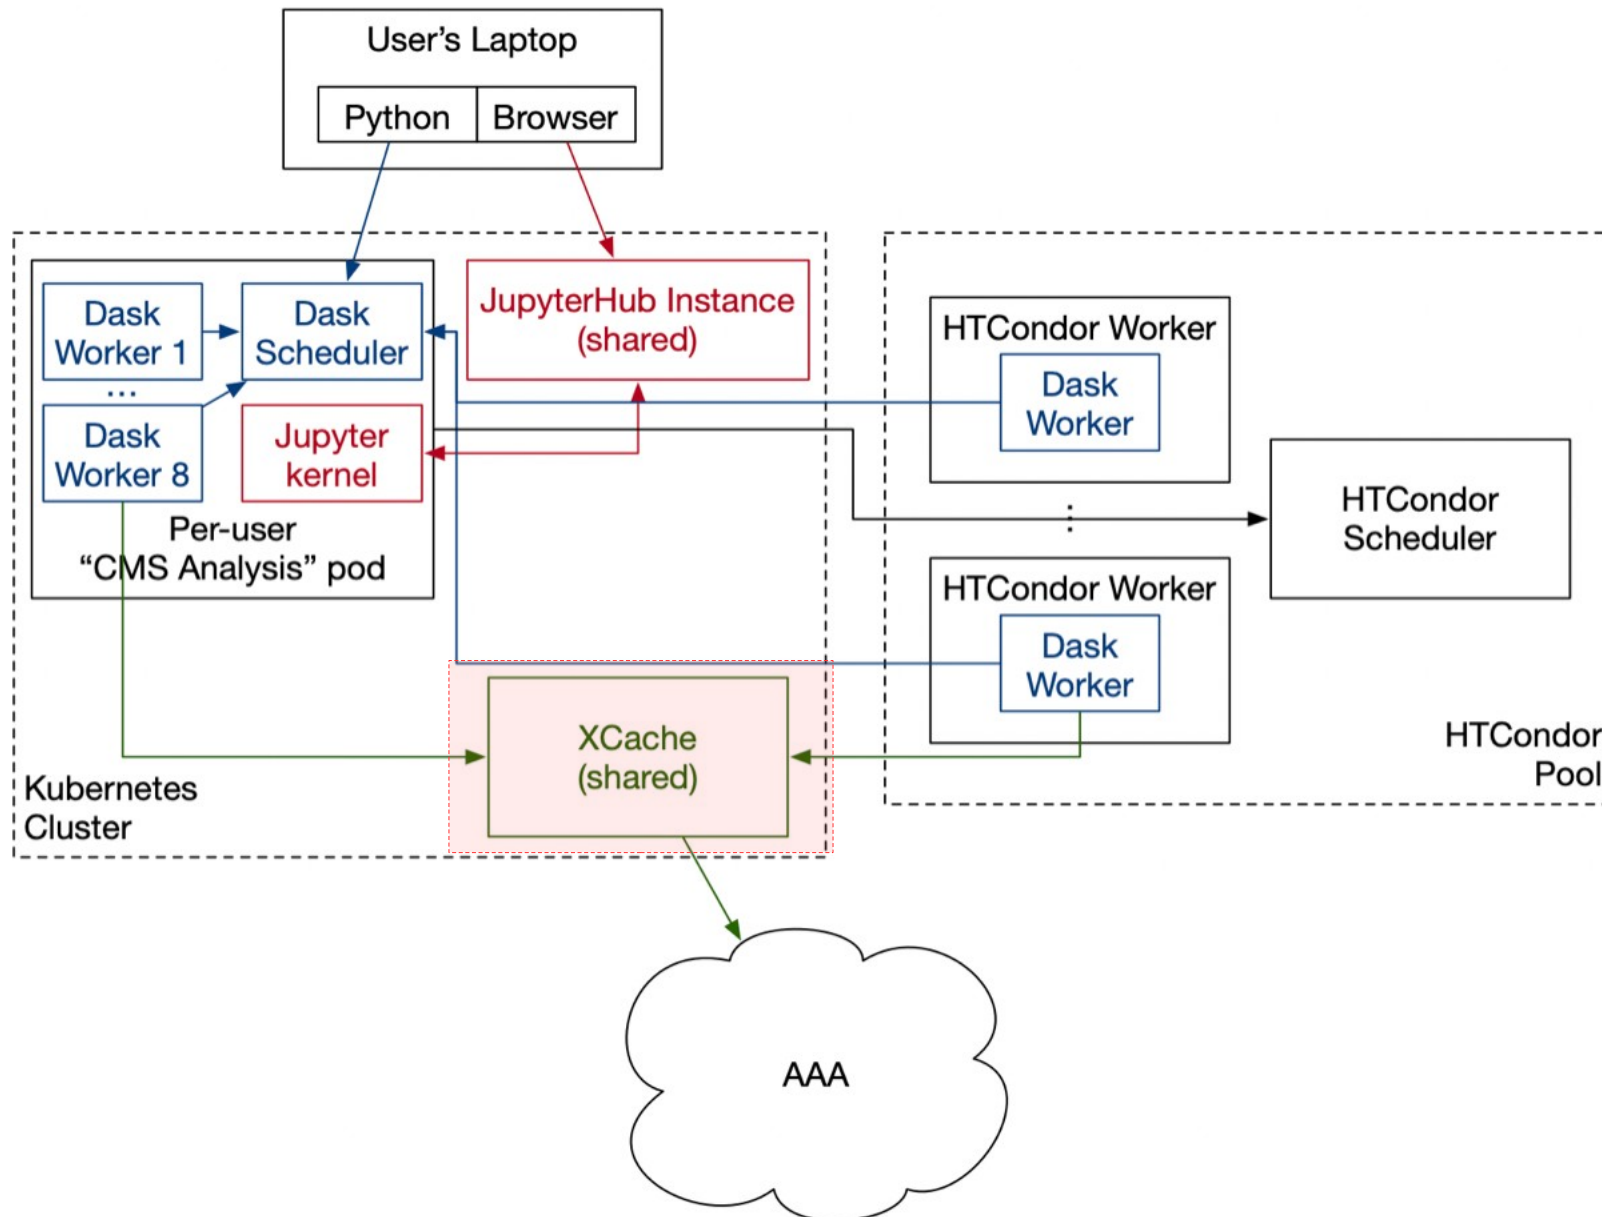 User’s Laptop
Python
Browser
Dask
Worker 1
...
Dask
Worker 8
Dask
Scheduler
Jupyter
kernel
Per-user
“CMS Analysis” pod
JupyterHub Instance
(shared)
XCache
(shared)
Kubernetes
Cluster
HTCondor Worker
Dask
Worker
⋮
HTCondor Worker
Dask
Worker
HTCondor
Scheduler
HTCondor
Pool
AAA